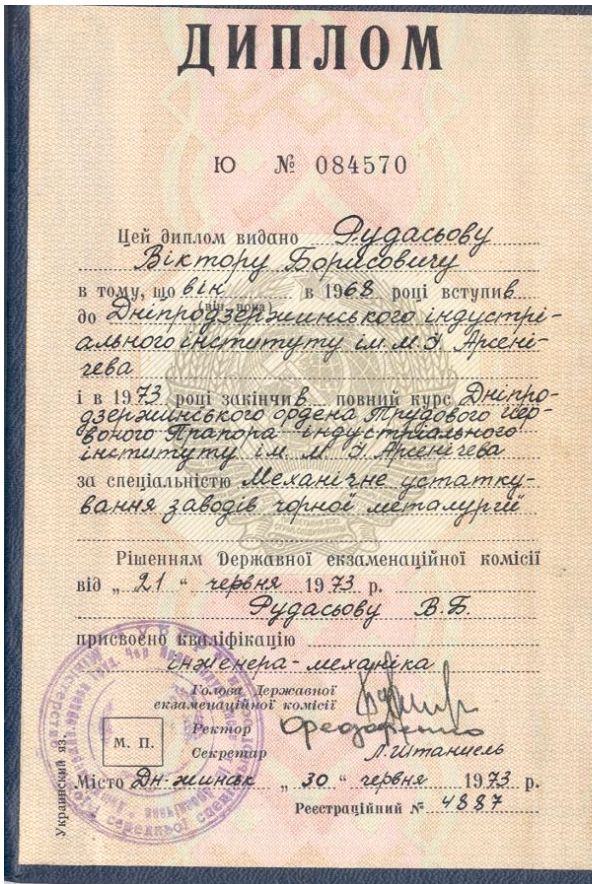 ДИПЛОМ
Ю № 084570
Цей диплом видано Рудасьову
Віктору Борисовичу
в тому, що він в 1968 році вступив
(він, вона)
до Дніпродзержинського індустрі-
ального інституту ім. М. І. Арсені-
чева
і в 1973 році закінчив повний курс Дніпро-
дзержинського ордена Трудового Чер-
воного Прапора індустріального
інституту ім. М. І. Арсенічева
за спеціальністю Механічне устатку-
вання заводів чорної металургії
Рішенням Державної екзаменаційної комісії
від „ 21 “ червня 1973 р.
Рудасьову В. Б.
присвоєно кваліфікацію
інженера-механіка
Голова Державної
екзаменаційної комісії
Ректор Федоренко
Секретар
М. П.
Місто Дн-жинськ „ 30 “ червня 1973 р.
Реєстраційний № 4887
Украинский яз.